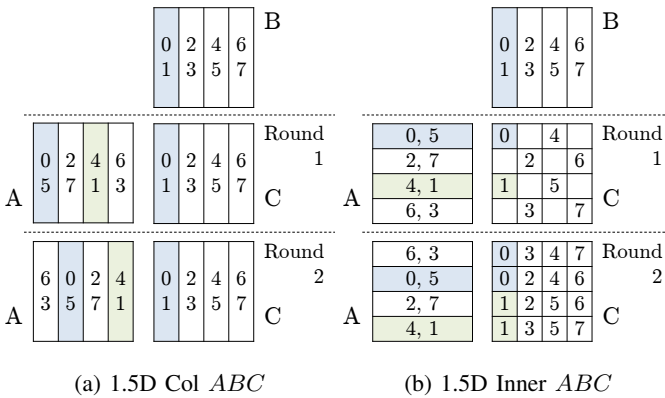 B
0 2 4 6
1 3 5 7
A
0 2 4 6
5 7 1 3
0 2 4 6
1 3 5 7
Round
1
C
A
6 0 2 4
3 5 7 1
0 2 4 6
1 3 5 7
Round
2
C
(a) 1.5D Col ABC
B
0 2 4 6
1 3 5 7
A
0, 5
2, 7
4, 1
6, 3
0 4
2 6
1 5
3 7
Round
1
C
A
6, 3
0, 5
2, 7
4, 1
0 3 4 7
0 2 4 6
1 2 5 6
1 3 5 7
Round
2
C
(b) 1.5D Inner ABC